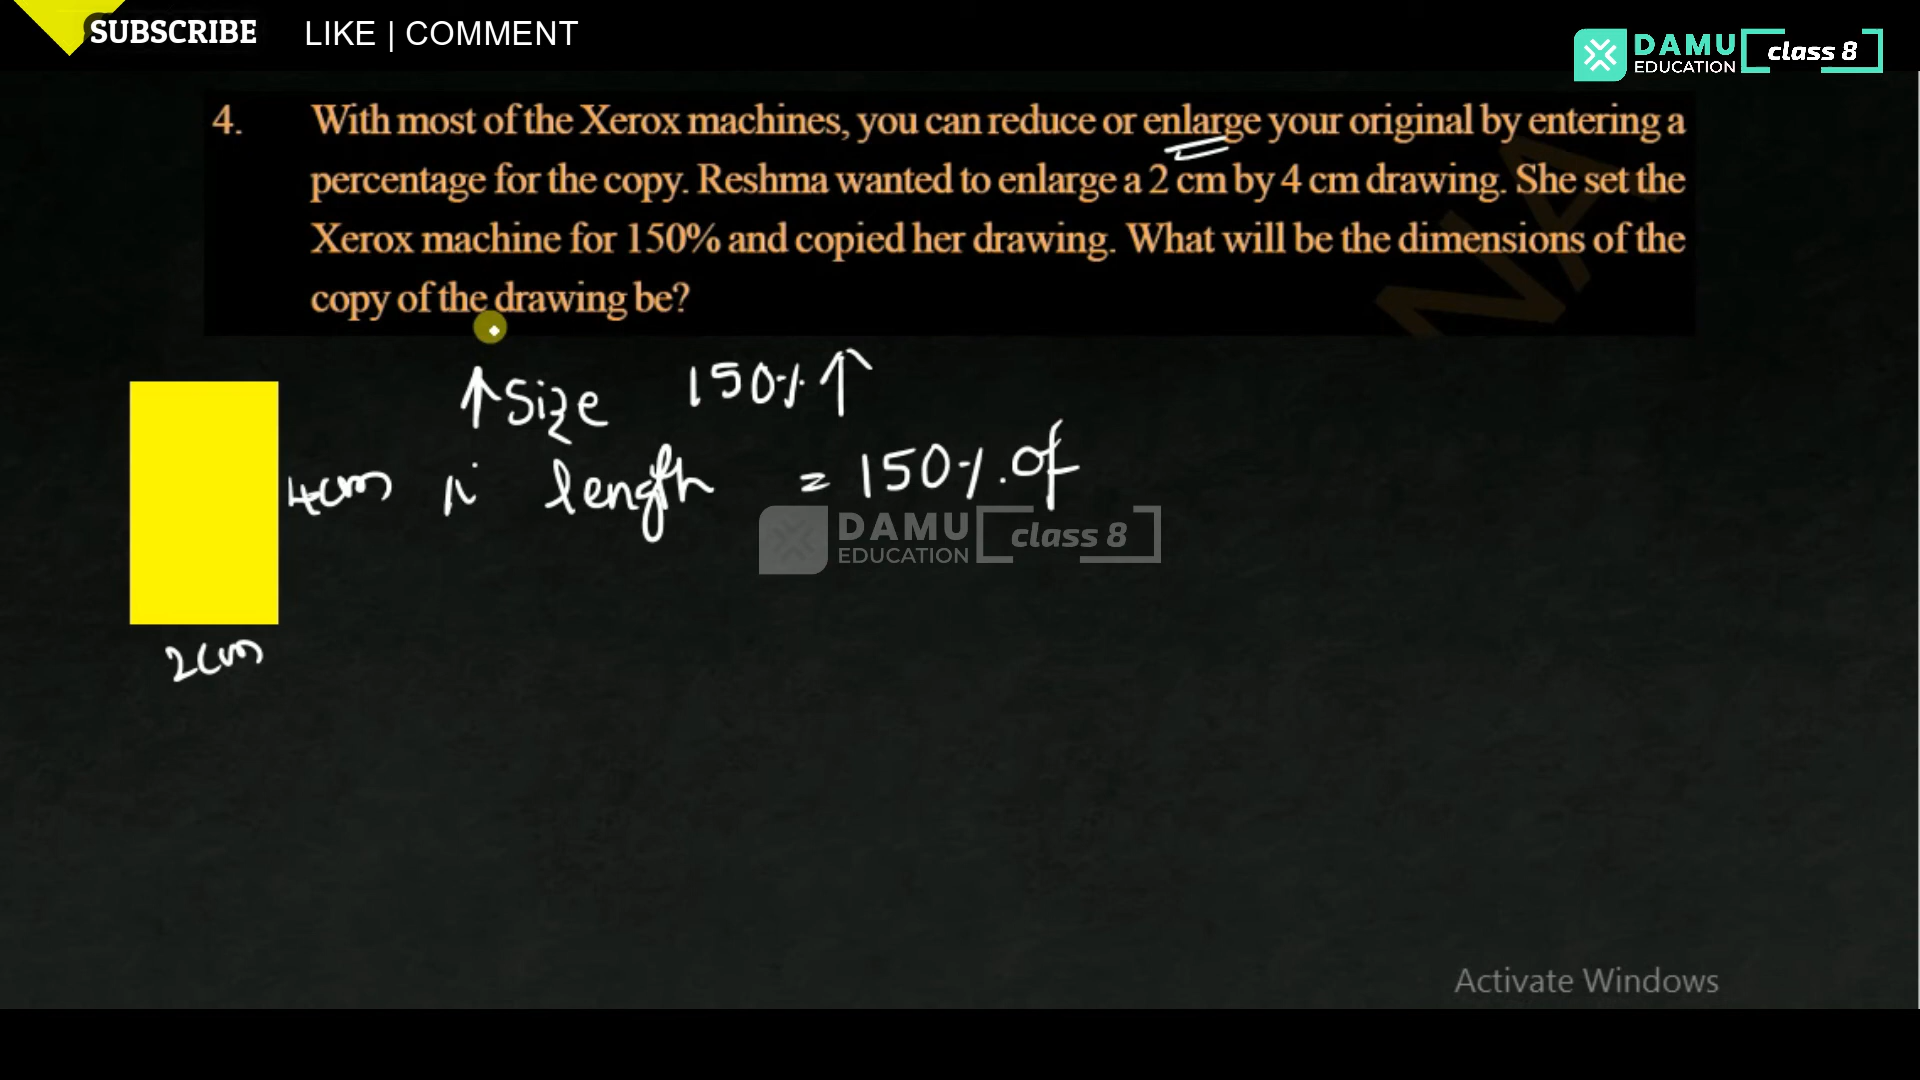 SUBSCRIBE LIKE | COMMENT
DAMU EDUCATION class 8
4. With most of the Xerox machines, you can reduce or enlarge your original by entering a
percentage for the copy. Reshma wanted to enlarge a 2 cm by 4 cm drawing. She set the
Xerox machine for 150% and copied her drawing. What will be the dimensions of the
copy of the drawing be?
↑ Size 150% ↑
4cm
length = 150% of
DAMU EDUCATION class 8
2cm
Activate Windows